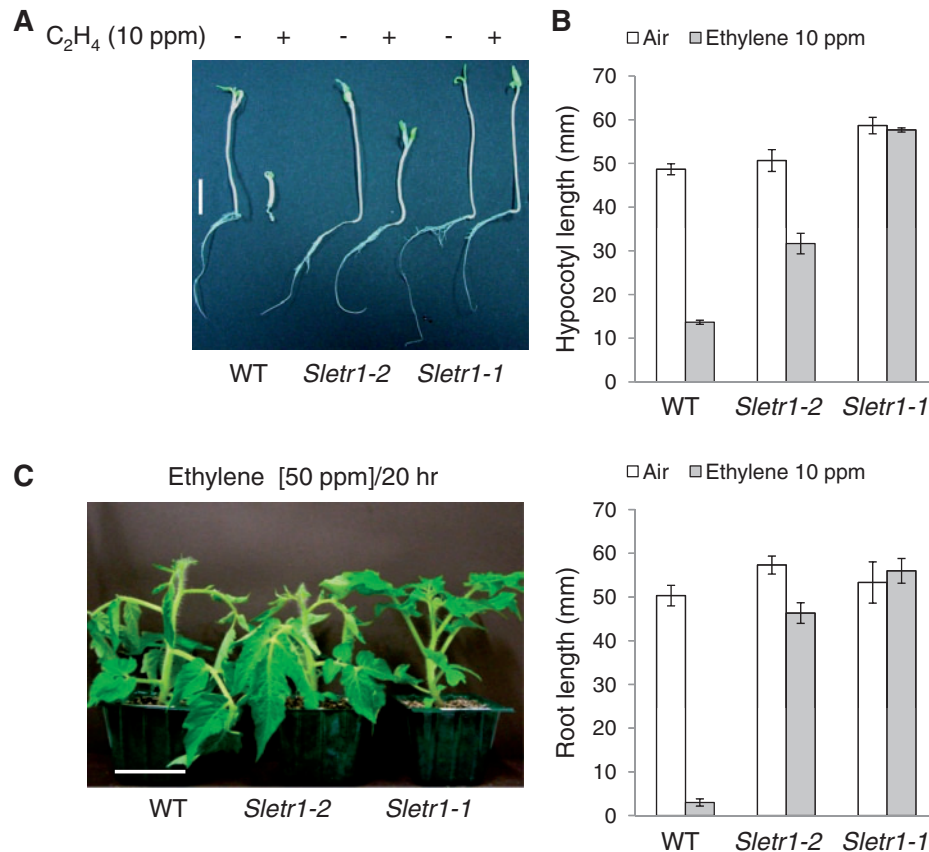 A
C₂H₄ (10 ppm) - + - + - +
WT Sletr1-2 Sletr1-1
B
Air Ethylene 10 ppm
Hypocotyl length (mm)
70
60
50
40
30
20
10
0
WT Sletr1-2 Sletr1-1
C
Ethylene [50 ppm]/20 hr
WT Sletr1-2 Sletr1-1
Air Ethylene 10 ppm
Root length (mm)
70
60
50
40
30
20
10
0
WT Sletr1-2 Sletr1-1